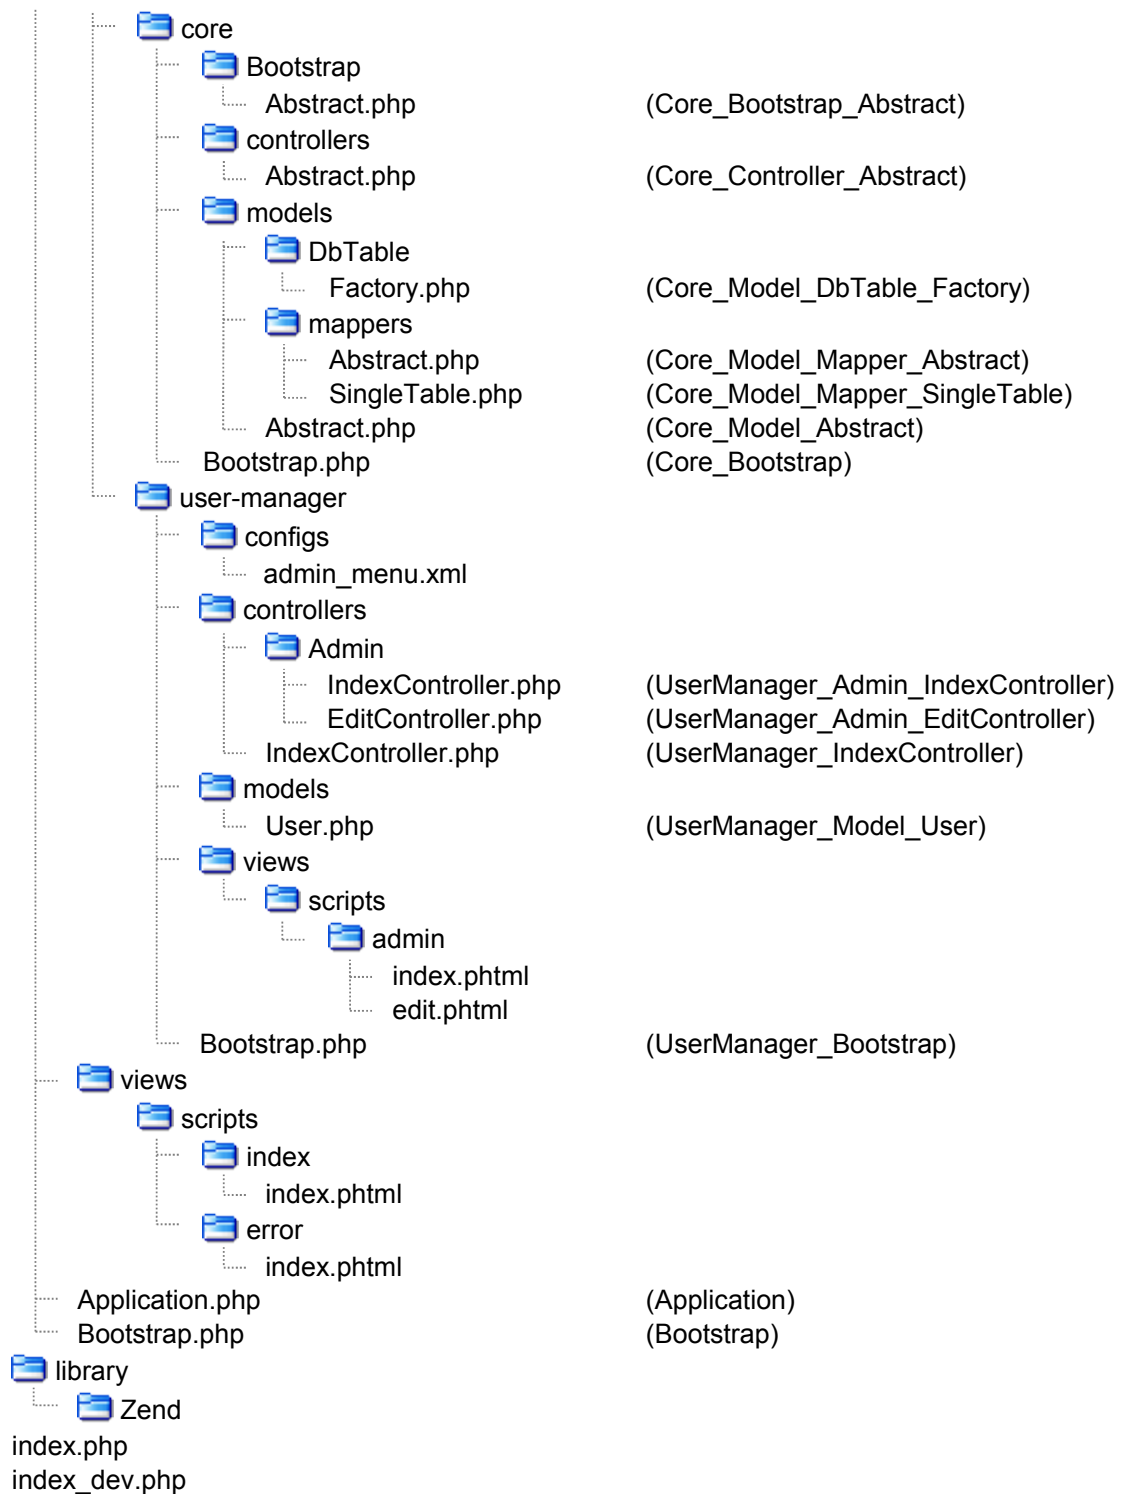 core
Bootstrap
Abstract.php (Core_Bootstrap_Abstract)
controllers
Abstract.php (Core_Controller_Abstract)
models
DbTable
Factory.php (Core_Model_DbTable_Factory)
mappers
Abstract.php (Core_Model_Mapper_Abstract)
SingleTable.php (Core_Model_Mapper_SingleTable)
Abstract.php (Core_Model_Abstract)
Bootstrap.php (Core_Bootstrap)
user-manager
configs
admin_menu.xml
controllers
Admin
IndexController.php (UserManager_Admin_IndexController)
EditController.php (UserManager_Admin_EditController)
IndexController.php (UserManager_IndexController)
models
User.php (UserManager_Model_User)
views
scripts
admin
index.phtml
edit.phtml
Bootstrap.php (UserManager_Bootstrap)
views
scripts
index
index.phtml
error
index.phtml
Application.php (Application)
Bootstrap.php (Bootstrap)
library
Zend
index.php
index_dev.php